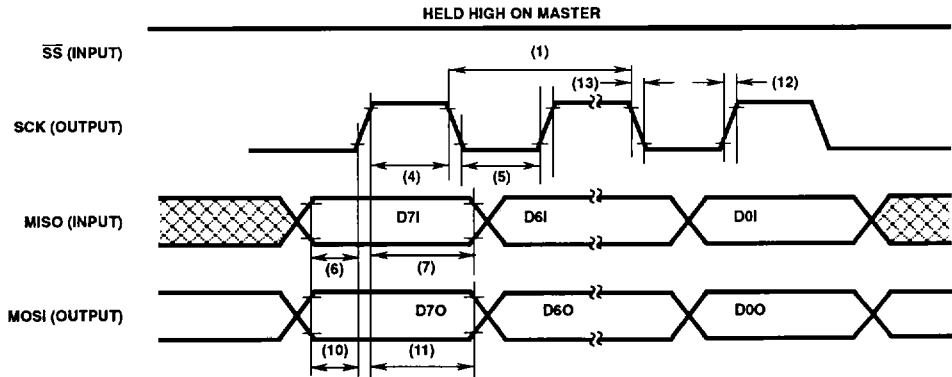 HELD HIGH ON MASTER
SS (INPUT)
(1)
(13)
(12)
SCK (OUTPUT)
(4)
(5)
MISO (INPUT)
D7I
D6I
D0I
(6)
(7)
MOSI (OUTPUT)
D7O
D6O
D0O
(10)
(11)